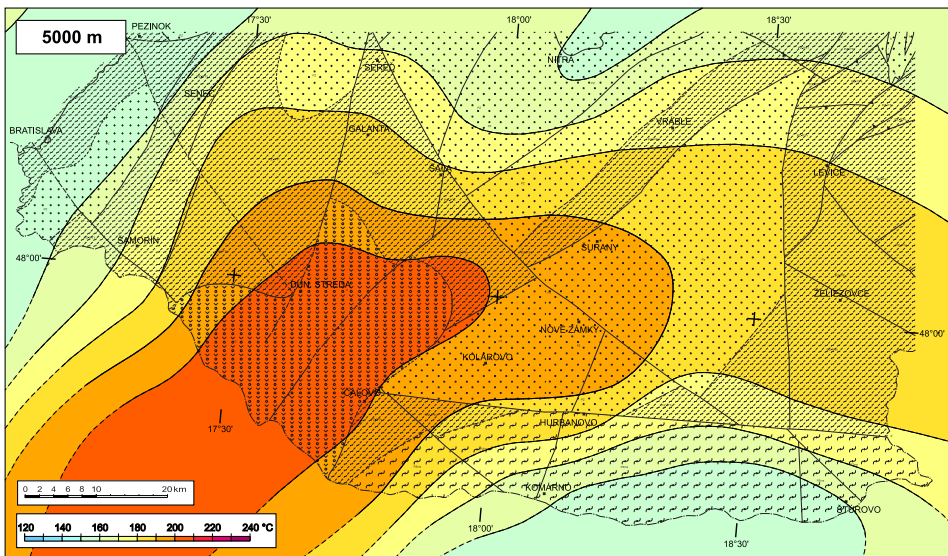 17°30'
18°00'
18°30'
PEZINOK
5000 m
NITRA
SEREĎ
SENEC
VRÁBLE
BRATISLAVA
GALANTA
ŠAĽA
LEVICE
ŠAMORÍN
ŠURANY
48°00'
DUN. STREDA
ŽELIEZOVCE
NOVÉ ZÁMKY
48°00'
KOLÁROVO
ČALOVO
17°30'
HURBANOVO
KOMÁRNO
0 2 4 6 8 10 20 km
ŠTÚROVO
18°00'
120 140 160 180 200 220 240 °C
18°30'